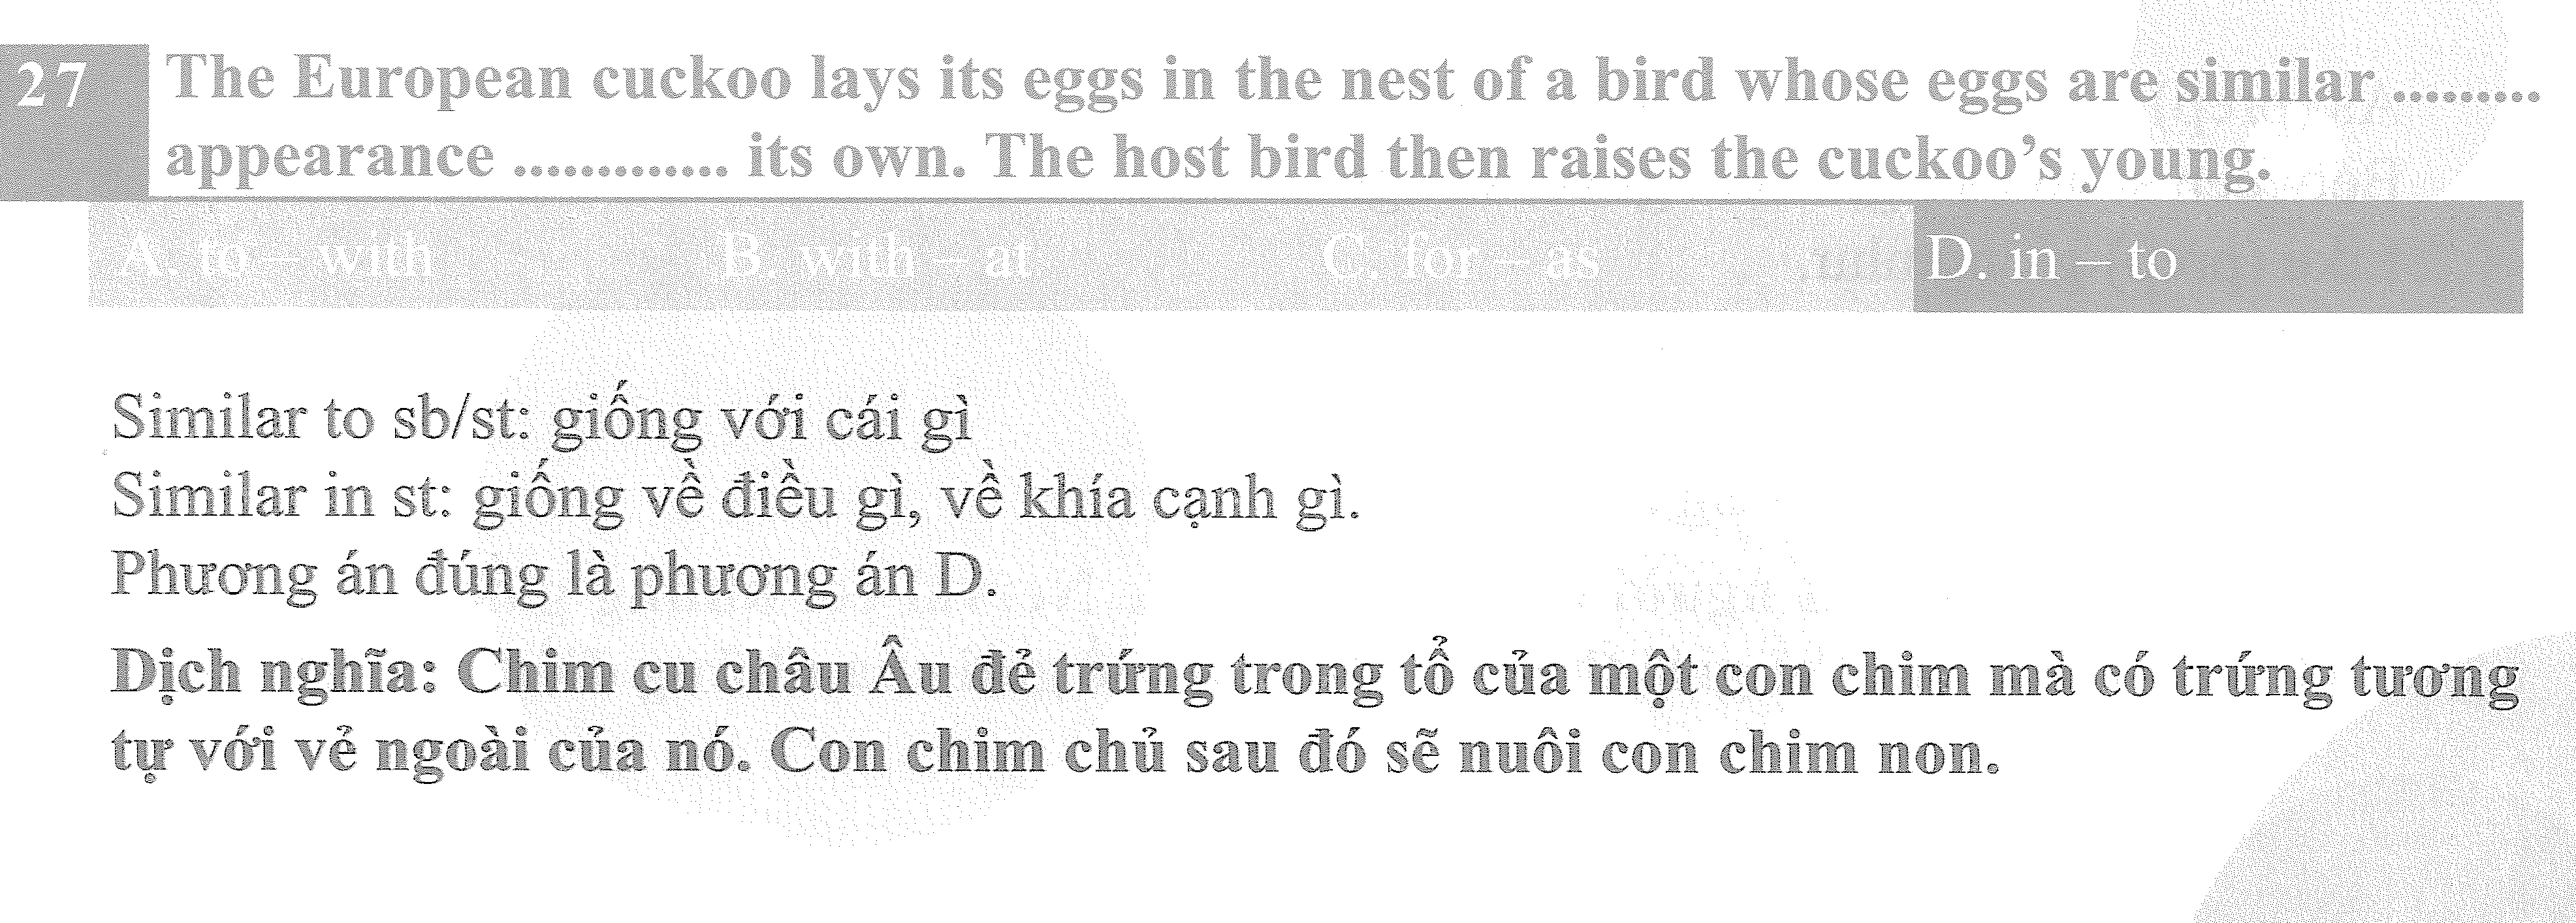 27 The European cuckoo lays its eggs in the nest of a bird whose eggs are similar .........
appearance ............. its own. The host bird then raises the cuckoo's young.
A. to – with B. with – at C. for – as D. in – to
Similar to sb/st: giống với cái gì
Similar in st: giống về điều gì, về khía cạnh gì.
Phương án đúng là phương án D.
Dịch nghĩa: Chim cu châu Âu đẻ trứng trong tổ của một con chim mà có trứng tương
tự với vẻ ngoài của nó. Con chim chủ sau đó sẽ nuôi con chim non.